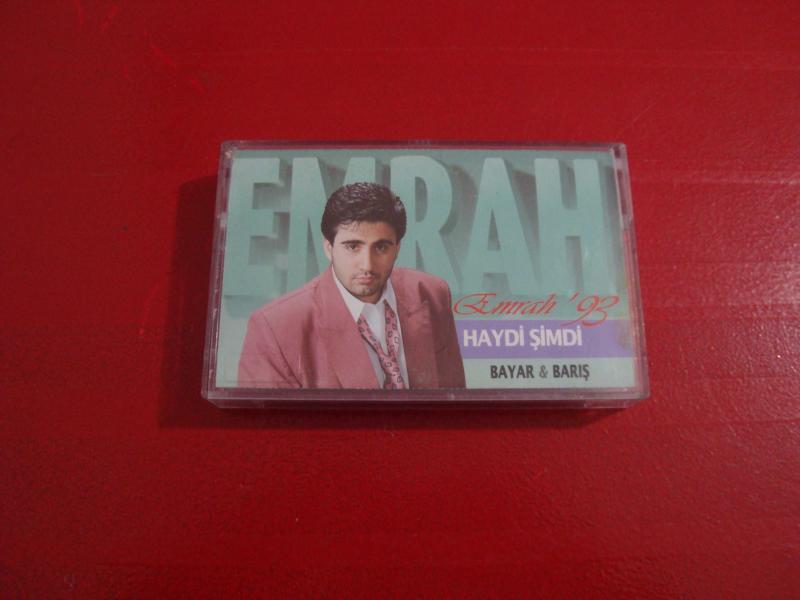 EMRAH
Emrah '93
HAYDİ ŞİMDİ
BAYAR & BARIŞ